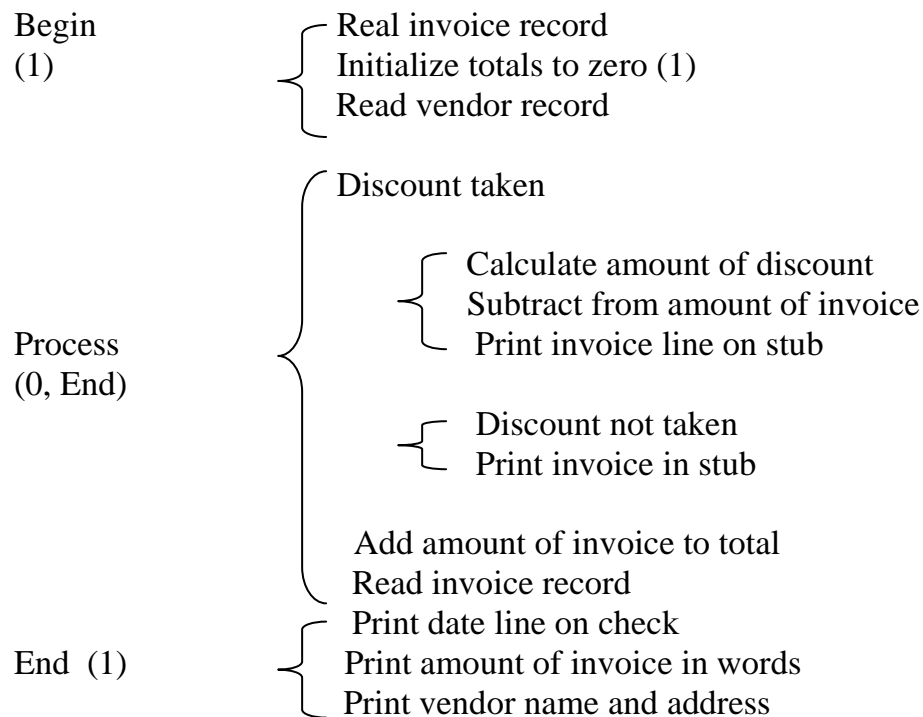 Begin
(1)
Real invoice record
Initialize totals to zero (1)
Read vendor record
Process
(0, End)
Discount taken
Calculate amount of discount
Subtract from amount of invoice
Print invoice line on stub
Discount not taken
Print invoice in stub
Add amount of invoice to total
Read invoice record
End (1)
Print date line on check
Print amount of invoice in words
Print vendor name and address